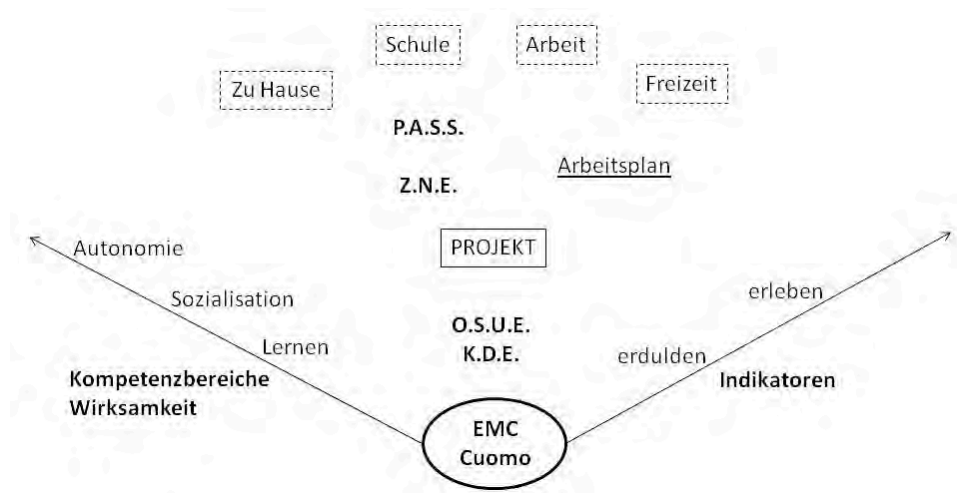 Schule
Arbeit
Zu Hause
Freizeit
P.A.S.S.
Arbeitsplan
Z.N.E.
Autonomie
PROJEKT
Sozialisation
erleben
O.S.U.E.
Lernen
K.D.E.
erdulden
Kompetenzbereiche
Wirksamkeit
Indikatoren
EMC
Cuomo